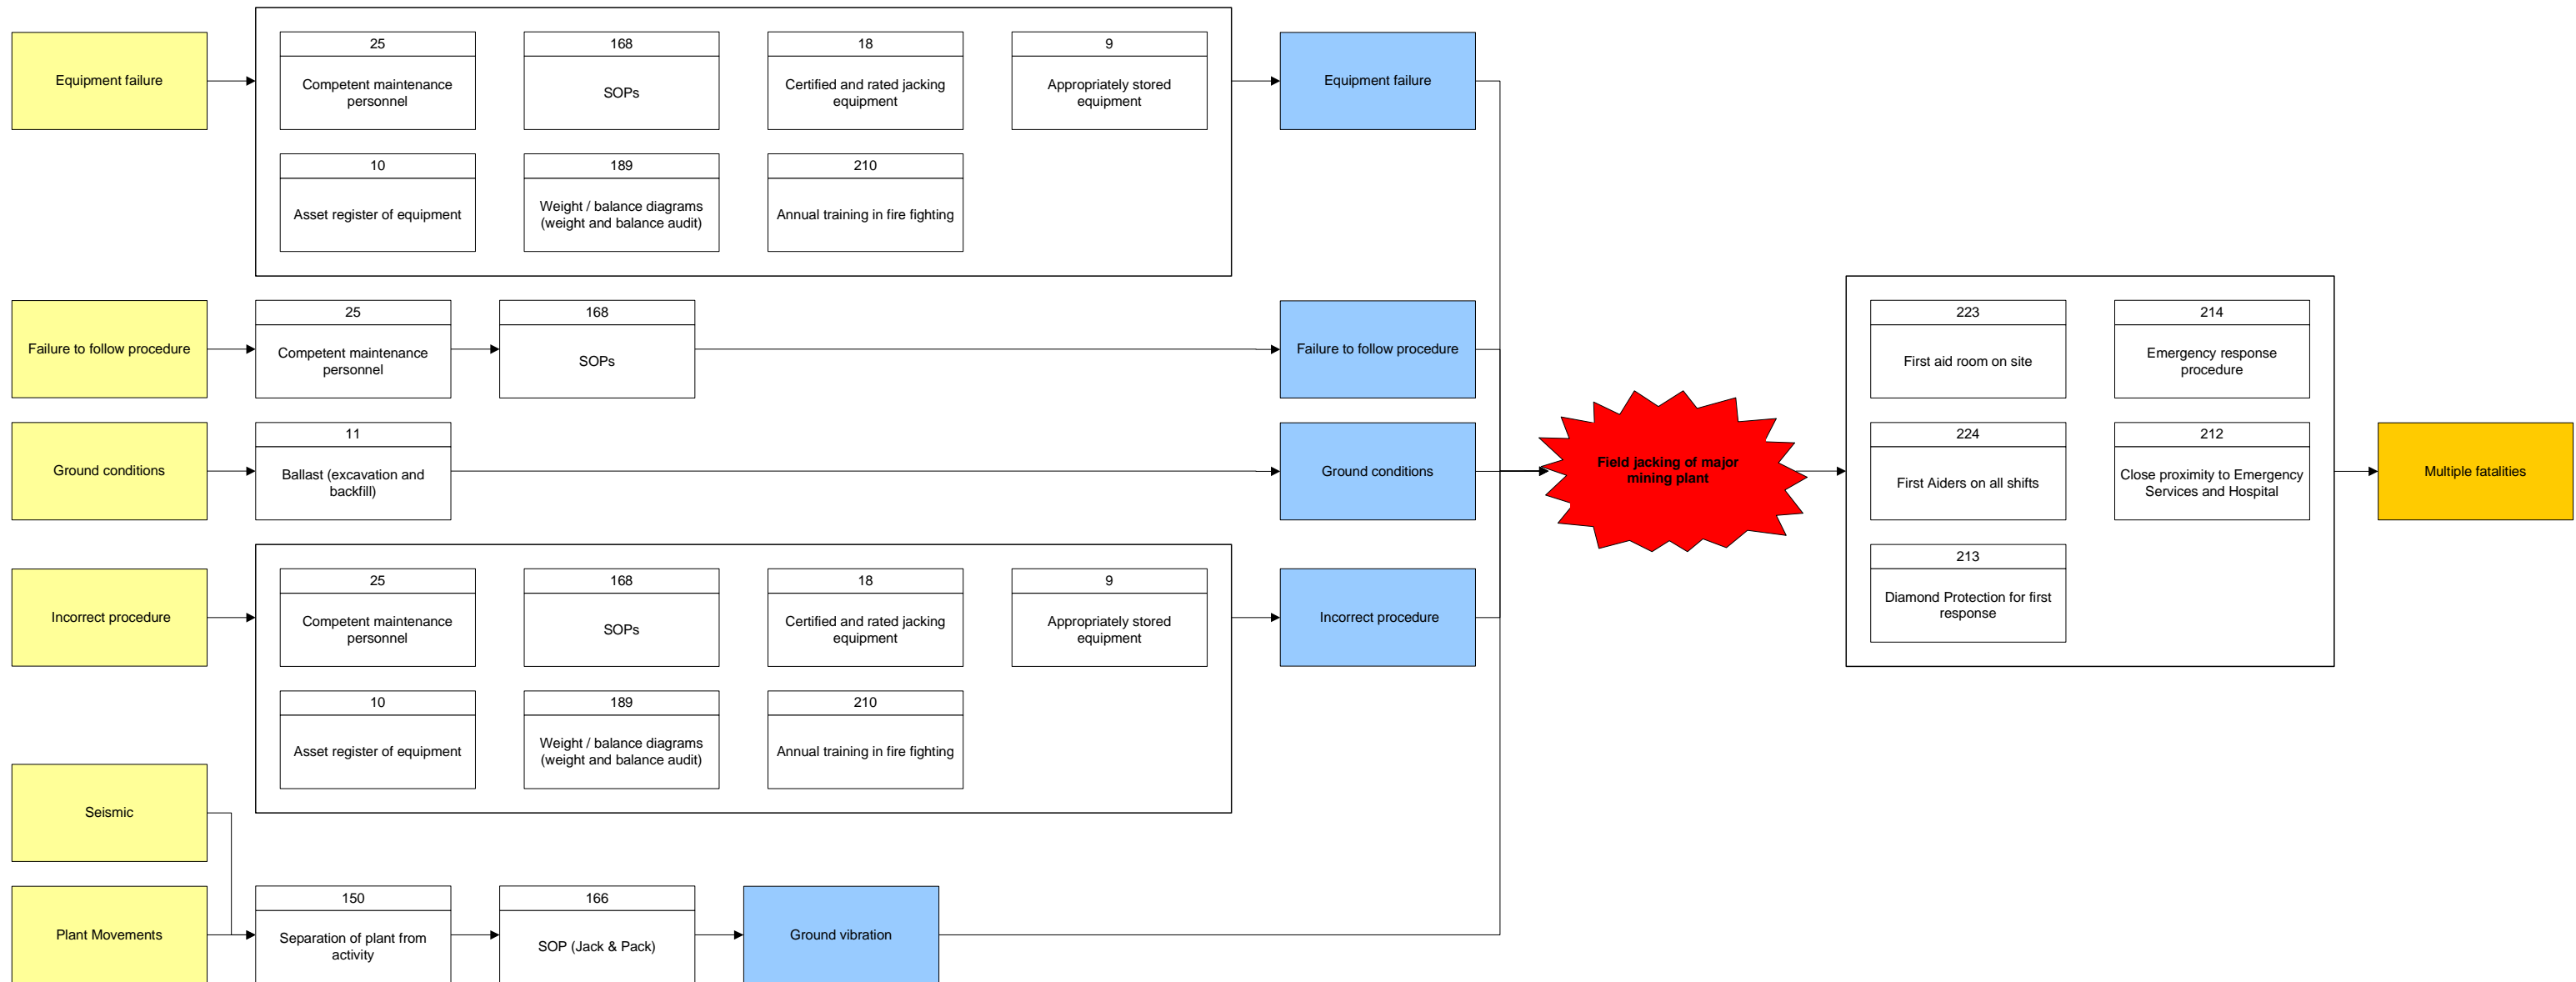 Equipment failure
25
Competent maintenance
personnel
168
SOPs
18
Certified and rated jacking
equipment
9
Appropriately stored
equipment
10
Asset register of equipment
189
Weight / balance diagrams
(weight and balance audit)
210
Annual training in fire fighting
Equipment failure
Failure to follow procedure
25
Competent maintenance
personnel
168
SOPs
Failure to follow procedure
Ground conditions
11
Ballast (excavation and
backfill)
Ground conditions
Incorrect procedure
25
Competent maintenance
personnel
168
SOPs
18
Certified and rated jacking
equipment
9
Appropriately stored
equipment
10
Asset register of equipment
189
Weight / balance diagrams
(weight and balance audit)
210
Annual training in fire fighting
Incorrect procedure
Seismic
Plant Movements
150
Separation of plant from
activity
166
SOP (Jack & Pack)
Ground vibration
Field jacking of major
mining plant
223
First aid room on site
214
Emergency response
procedure
224
First Aiders on all shifts
212
Close proximity to Emergency
Services and Hospital
213
Diamond Protection for first
response
Multiple fatalities